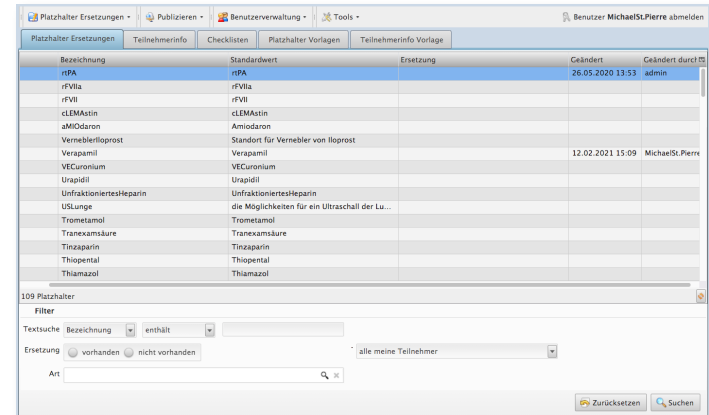 Platzhalter Ersetzungen Publizieren Benutzerverwaltung Tools Benutzer MichaelSt.Pierre abmelden
Platzhalter Ersetzungen Teilnehmerinfo Checklisten Platzhalter Vorlagen Teilnehmerinfo Vorlage
Bezeichnung Standardwert Ersetzung Geändert Geändert durch
rtPA rtPA 26.05.2020 13:53 admin
rFVIIa rFVIIa
rFVII rFVII
cLEMAstin cLEMAstin
aMIOdaron Amiodaron
VerneblerIloprost Standort für Vernebler von Iloprost
Verapamil Verapamil 12.02.2021 15:09 MichaelSt.Pierre
VECuronium VECuronium
Urapidil Urapidil
UnfraktioniertesHeparin UnfraktioniertesHeparin
USLunge die Möglichkeiten für ein Ultraschall der Lu...
Trometamol Trometamol
Tranexamsäure Tranexamsäure
Tinzaparin Tinzaparin
Thiopental Thiopental
Thiamazol Thiamazol
109 Platzhalter
Filter
Textsuche Bezeichnung enthält
Ersetzung vorhanden nicht vorhanden alle meine Teilnehmer
Art
Zurücksetzen Suchen